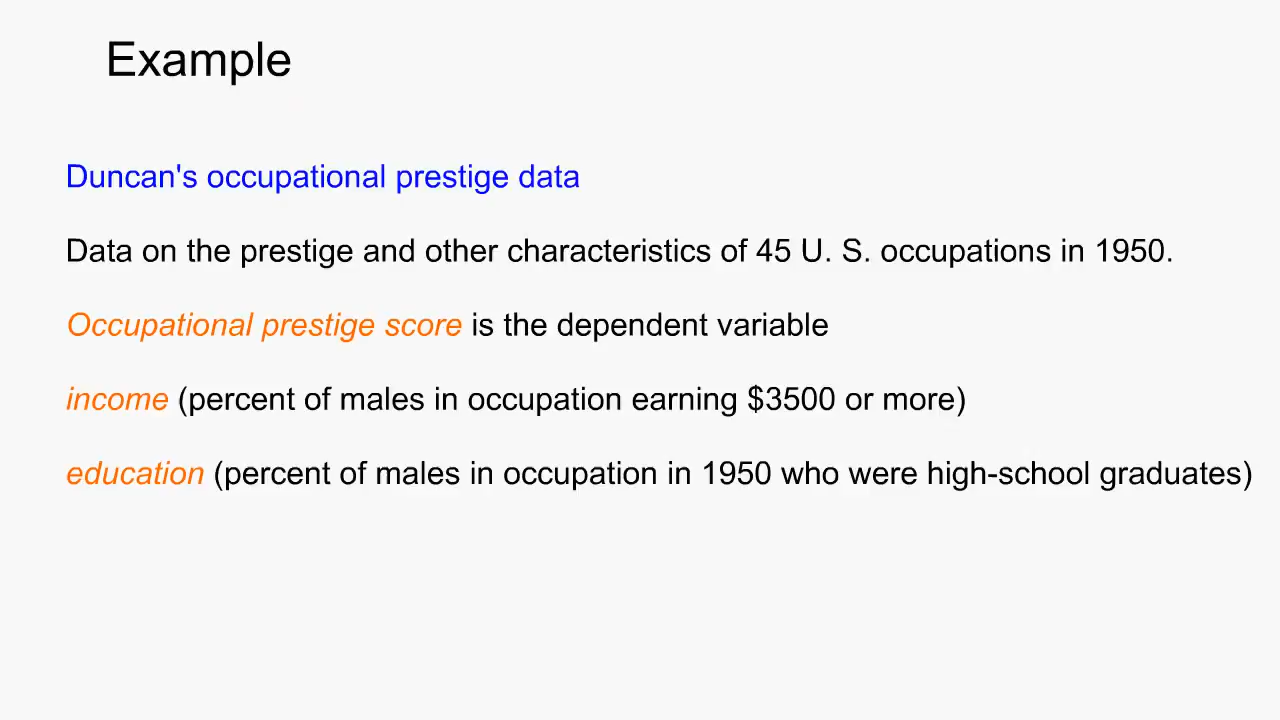 Example
Duncan's occupational prestige data
Data on the prestige and other characteristics of 45 U. S. occupations in 1950.
Occupational prestige score is the dependent variable
income (percent of males in occupation earning $3500 or more)
education (percent of males in occupation in 1950 who were high-school graduates)